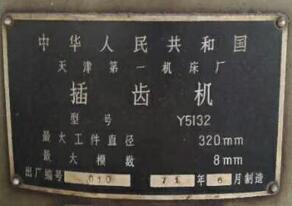 中华人民共和国
天津第一机床厂
插齿机
型号 Y5132
最大工件直径 320mm
最大模数 8mm
出厂编号 010 年6月制造